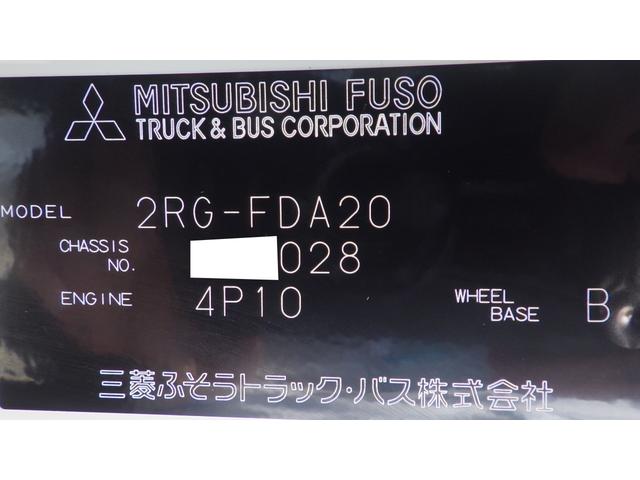 MITSUBISHI FUSO
TRUCK & BUS CORPORATION
MODEL 2RG-FDA20
CHASSIS NO. 028
ENGINE 4P10 WHEEL BASE B
三菱ふそうトラック・バス株式会社